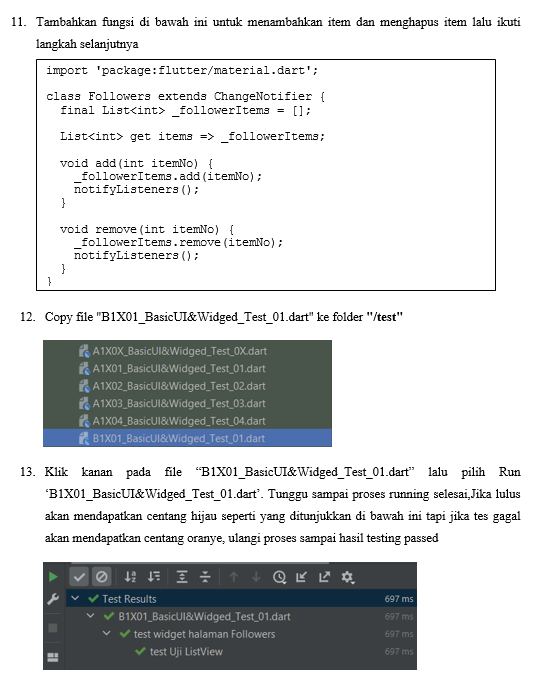 11. Tambahkan fungsi di bawah ini untuk menambahkan item dan menghapus item lalu ikuti
langkah selanjutnya
import 'package:flutter/material.dart';
class Followers extends ChangeNotifier {
final List<int> _followerItems = [];
List<int> get items => _followerItems;
void add(int itemNo) {
_followerItems.add(itemNo);
notifyListeners();
}
void remove(int itemNo) {
_followerItems.remove(itemNo);
notifyListeners();
}
}
12. Copy file "B1X01_BasicUI&Widged_Test_01.dart" ke folder "/test"
A1X0X_BasicUI&Widged_Test_0X.dart
A1X01_BasicUI&Widged_Test_01.dart
A1X02_BasicUI&Widged_Test_02.dart
A1X03_BasicUI&Widged_Test_03.dart
A1X04_BasicUI&Widged_Test_04.dart
B1X01_BasicUI&Widged_Test_01.dart
13. Klik kanan pada file “B1X01_BasicUI&Widged_Test_01.dart” lalu pilih Run
‘B1X01_BasicUI&Widged_Test_01.dart’. Tunggu sampai proses running selesai,Jika lulus
akan mendapatkan centang hijau seperti yang ditunjukkan di bawah ini tapi jika tes gagal
akan mendapatkan centang oranye, ulangi proses sampai hasil testing passed
Test Results 697 ms
B1X01_BasicUI&Widged_Test_01.dart 697 ms
test widget halaman Followers 697 ms
test Uji ListView 697 ms